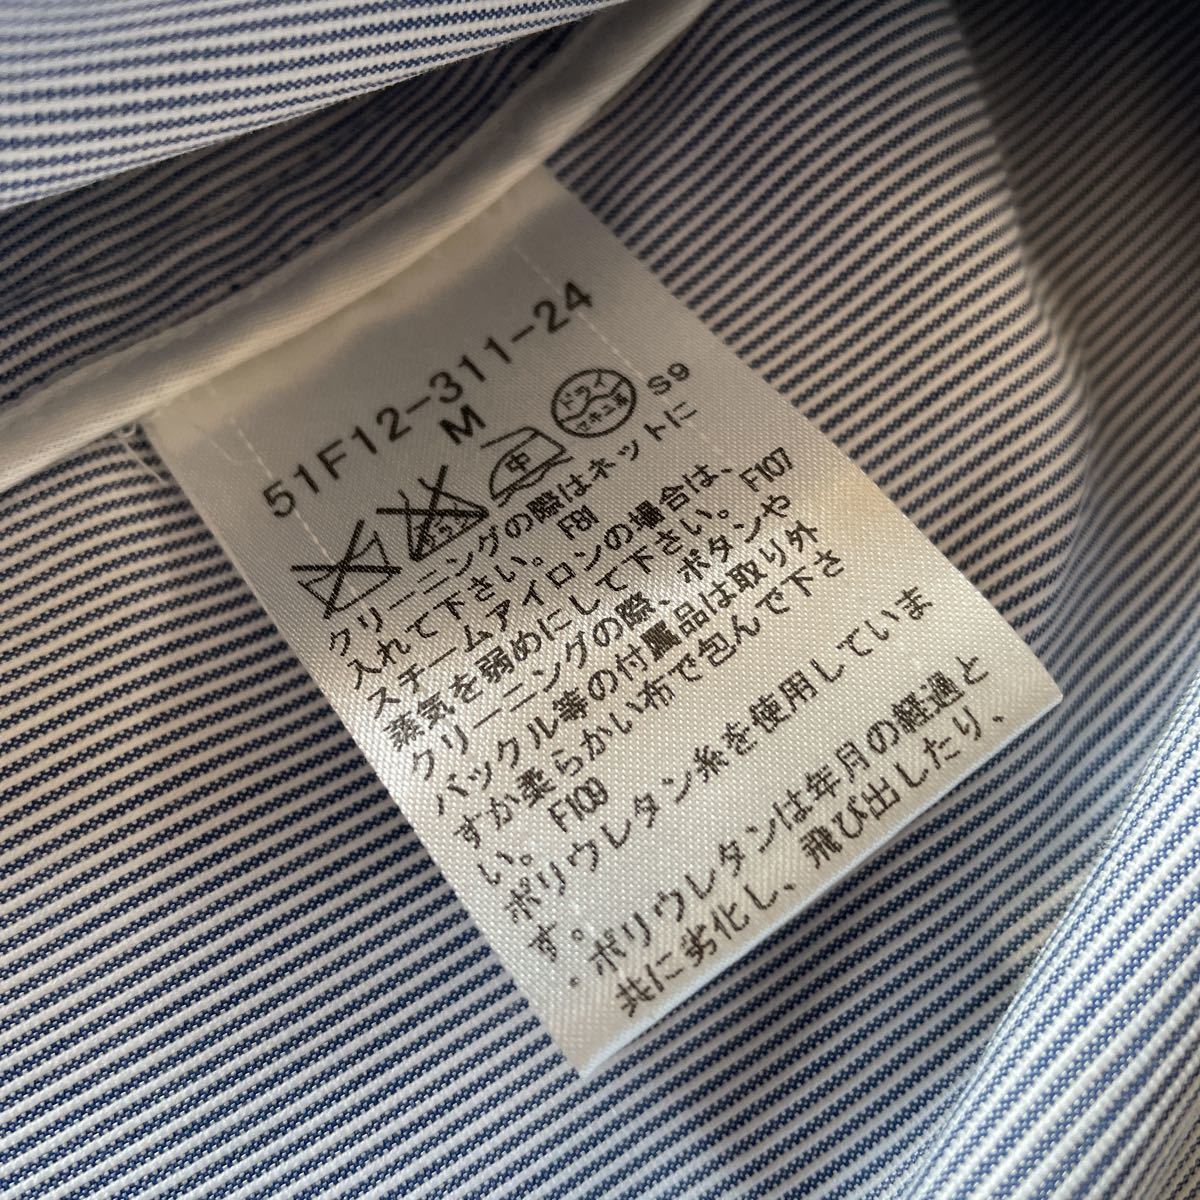 51F12-311-24
M
中 ドライ S9
クリーニングの際はネットに
入れて下さい。 F81
スチームアイロンの場合は、
蒸気を弱めにして下さい。 F107
クリーニングの際、ボタンや
バックル等の付属品は取り外
すか柔らかい布で包んで下さ
い。 F109
ポリウレタン糸を使用していま
す。
・ポリウレタンは年月の経過と
共に劣化し、飛び出したり、